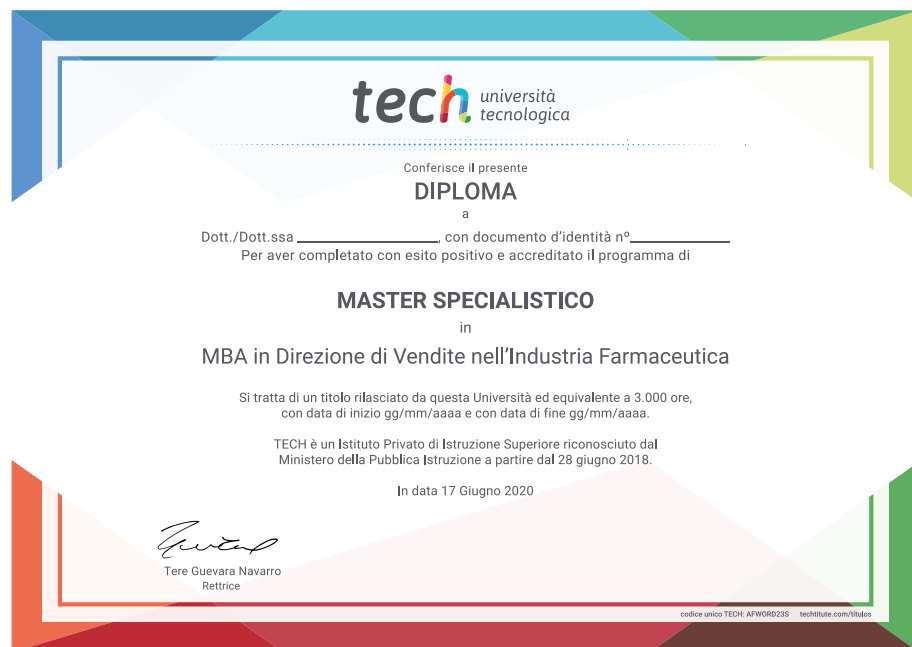 tech università
tecnologica
Conferisce il presente
DIPLOMA
a
Dott./Dott.ssa ____________, con documento d'identità nº_________
Per aver completato con esito positivo e accreditato il programma di
MASTER SPECIALISTICO
in
MBA in Direzione di Vendite nell'Industria Farmaceutica
Si tratta di un titolo rilasciato da questa Università ed equivalente a 3.000 ore,
con data di inizio gg/mm/aaaa e con data di fine gg/mm/aaaa.
TECH è un Istituto Privato di Istruzione Superiore riconosciuto dal
Ministero della Pubblica Istruzione a partire dal 28 giugno 2018.
In data 17 Giugno 2020
Tere Guevara Navarro
Rettrice
codice unico TECH: AFWORD23S techtitute.com/titulos